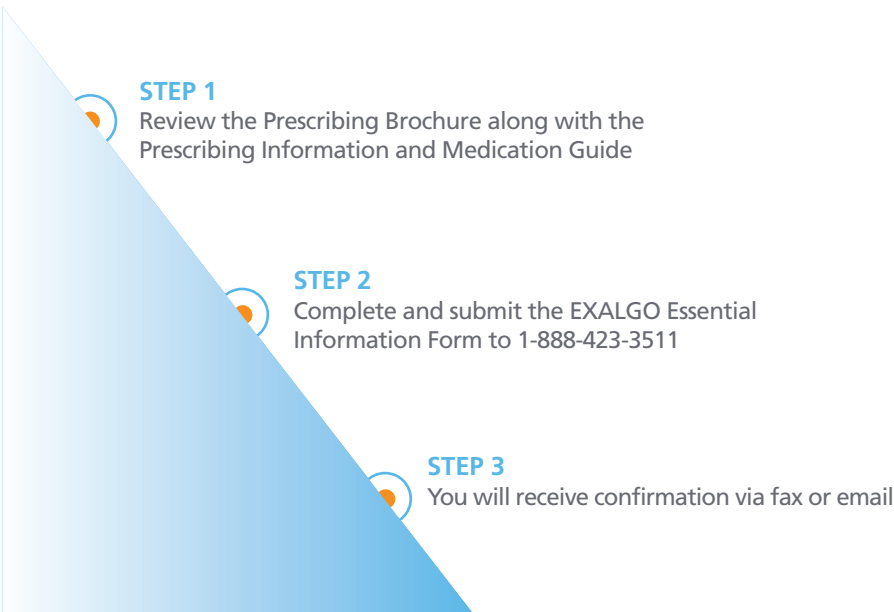 STEP 1
Review the Prescribing Brochure along with the
Prescribing Information and Medication Guide
STEP 2
Complete and submit the EXALGO Essential
Information Form to 1-888-423-3511
STEP 3
You will receive confirmation via fax or email